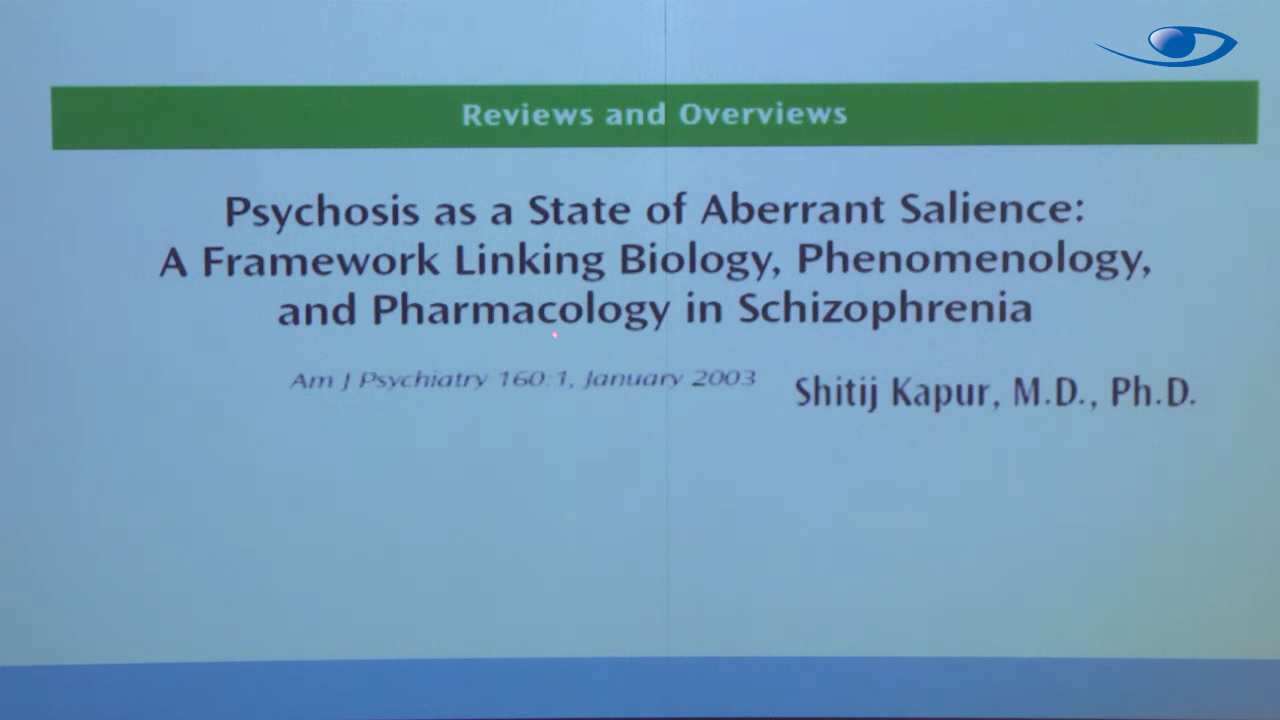 Reviews and Overviews
Psychosis as a State of Aberrant Salience:
A Framework Linking Biology, Phenomenology,
and Pharmacology in Schizophrenia
Am J Psychiatry 160:1, January 2003
Shitij Kapur, M.D., Ph.D.